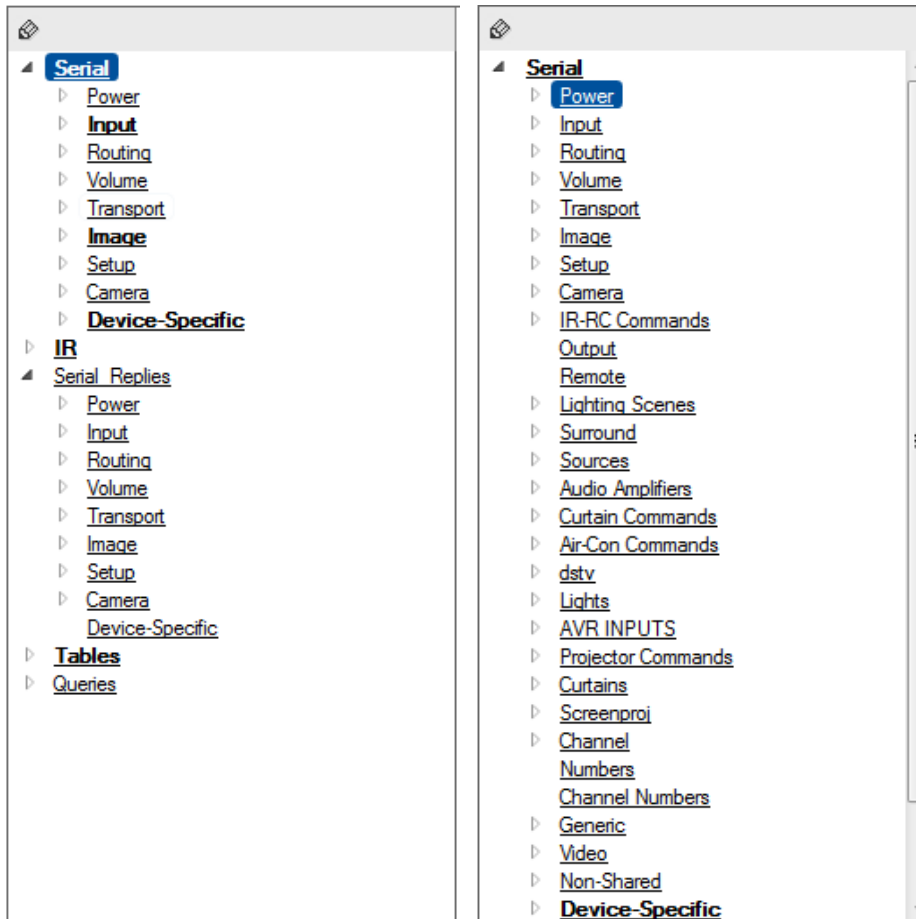 Serial
Power
Input
Routing
Volume
Transport
Image
Setup
Camera
Device-Specific
IR
Serial Replies
Power
Input
Routing
Volume
Transport
Image
Setup
Camera
Device-Specific
Tables
Queries
Serial
Power
Input
Routing
Volume
Transport
Image
Setup
Camera
IR-RC Commands
Output
Remote
Lighting Scenes
Surround
Sources
Audio Amplifiers
Curtain Commands
Air-Con Commands
dstv
Lights
AVR INPUTS
Projector Commands
Curtains
Screenproj
Channel
Numbers
Channel Numbers
Generic
Video
Non-Shared
Device-Specific